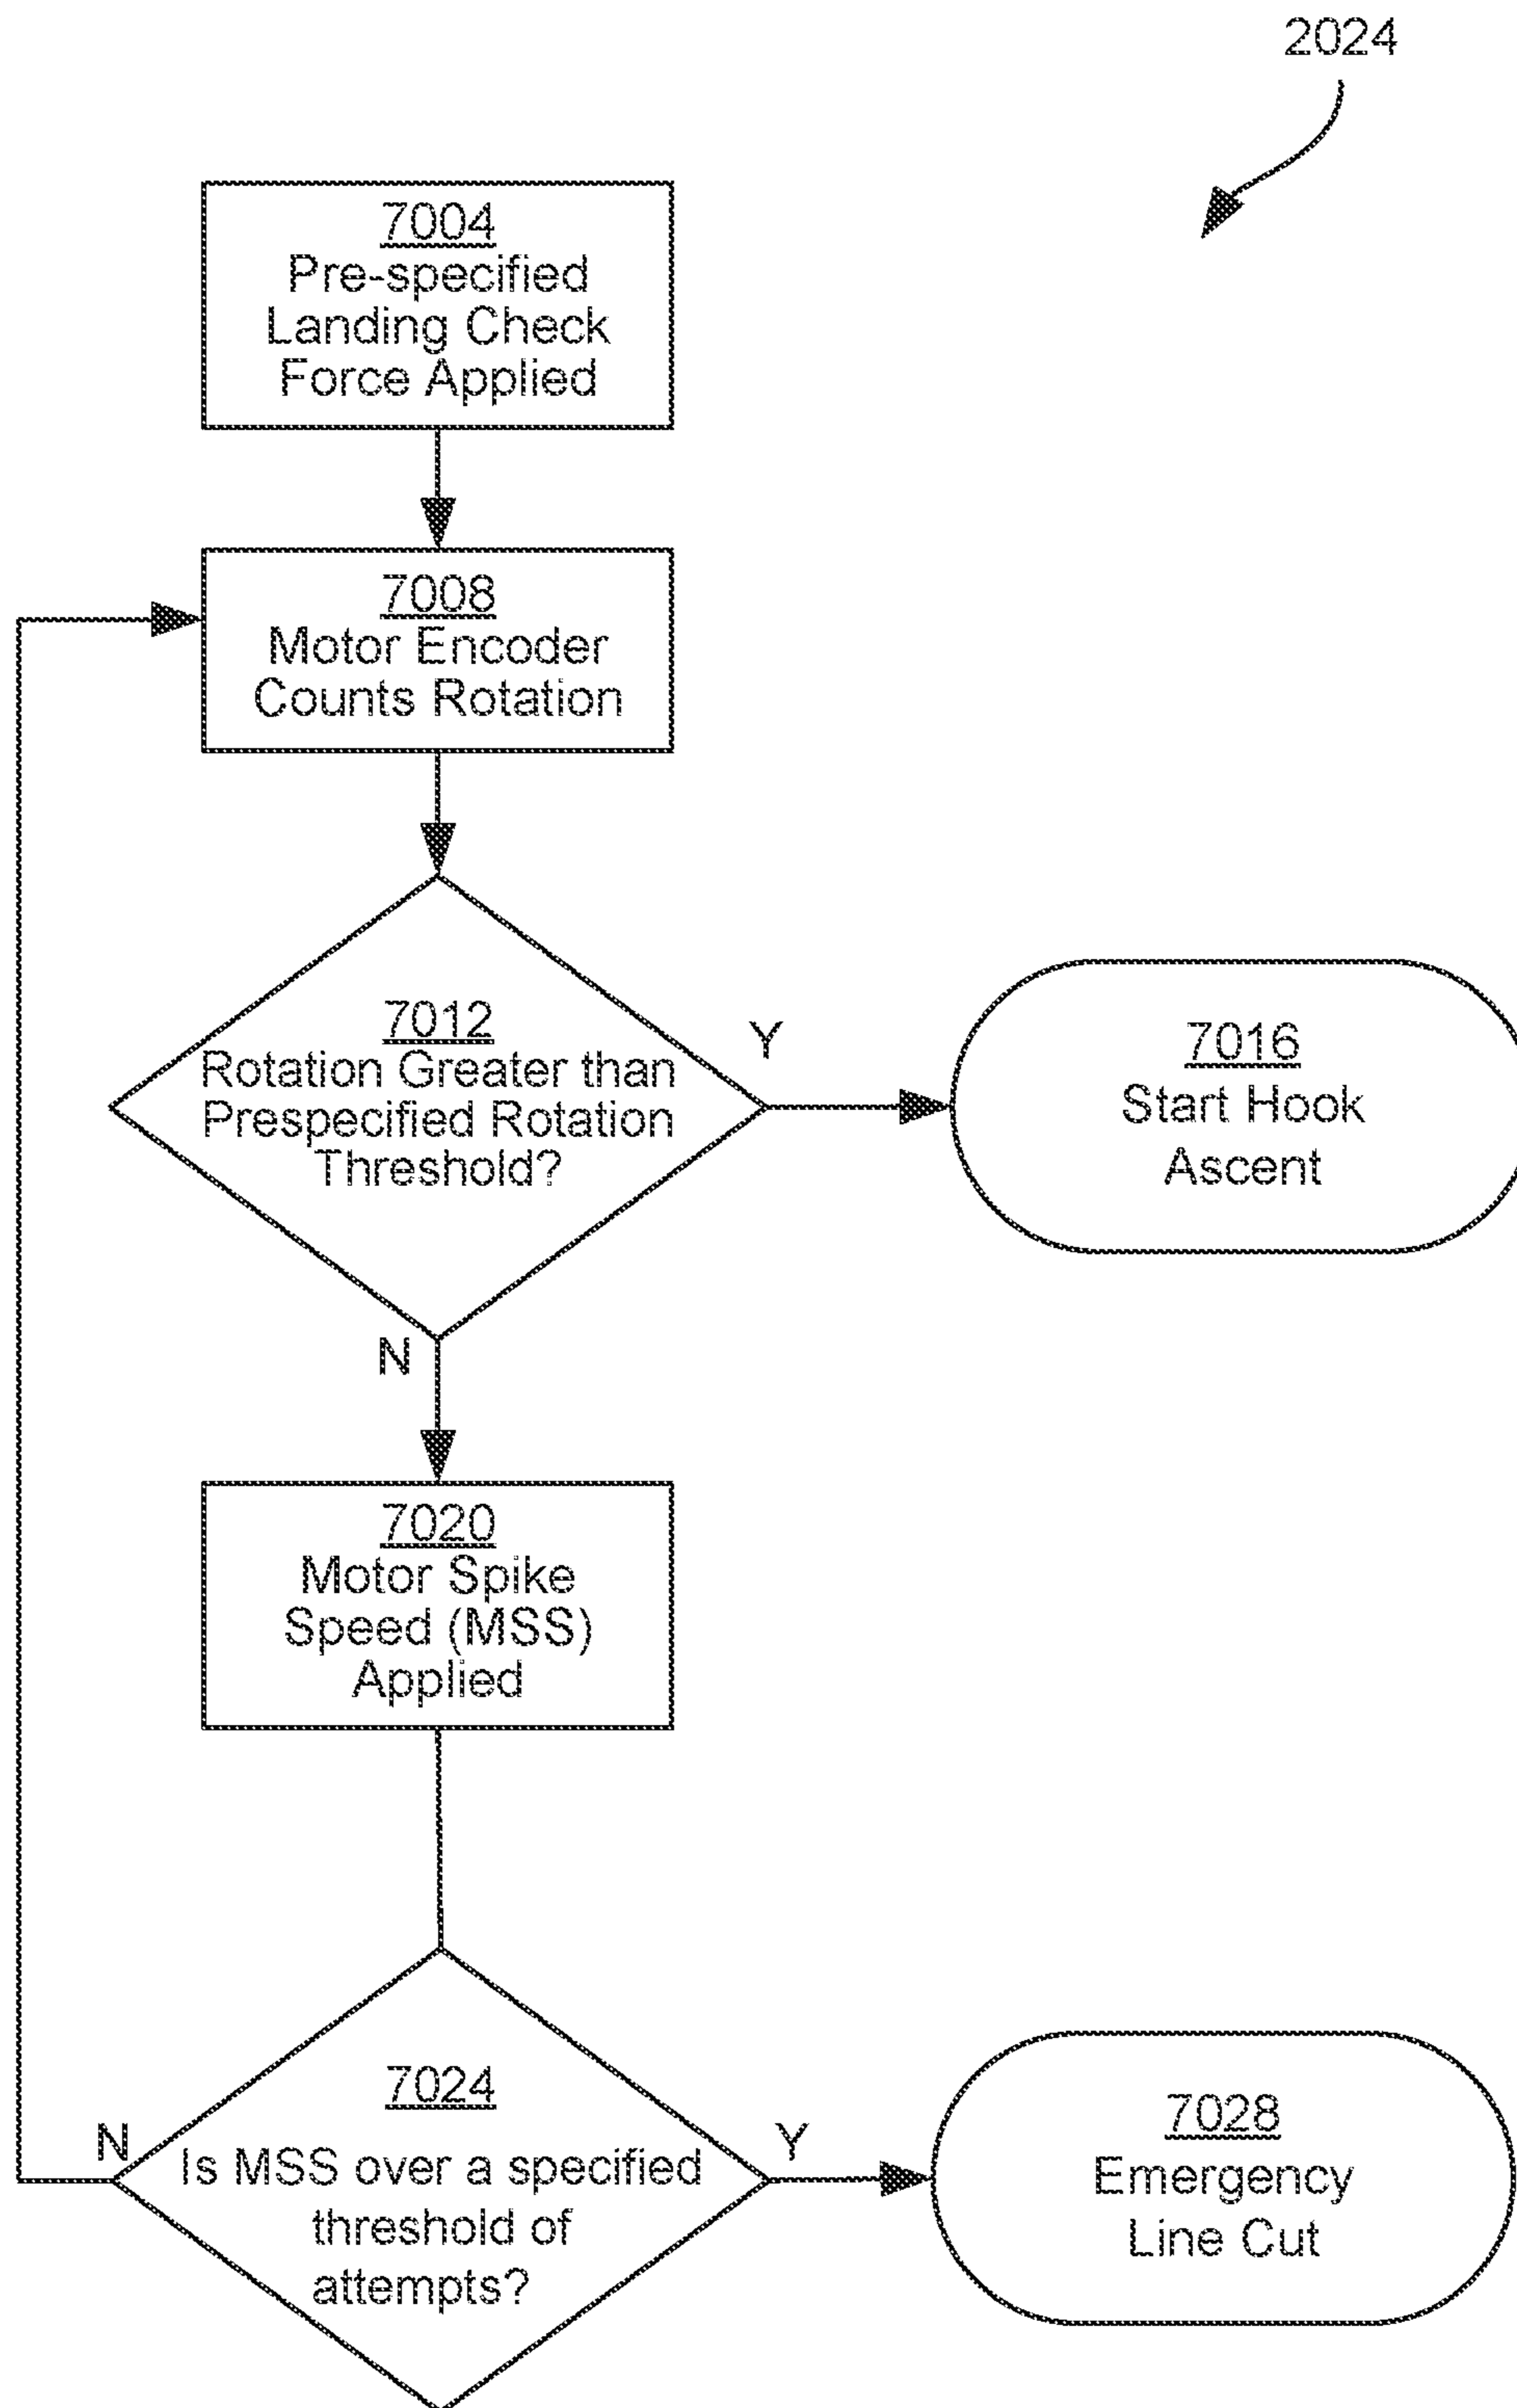 2024
7004
Pre-specified
Landing Check
Force Applied
7008
Motor Encoder
Counts Rotation
7012
Rotation Greater than
Prespecified Rotation
Threshold?
Y
7016
Start Hook
Ascent
N
7020
Motor Spike
Speed (MSS)
Applied
7024
Is MSS over a specified
threshold of
attempts?
N
Y
7028
Emergency
Line Cut